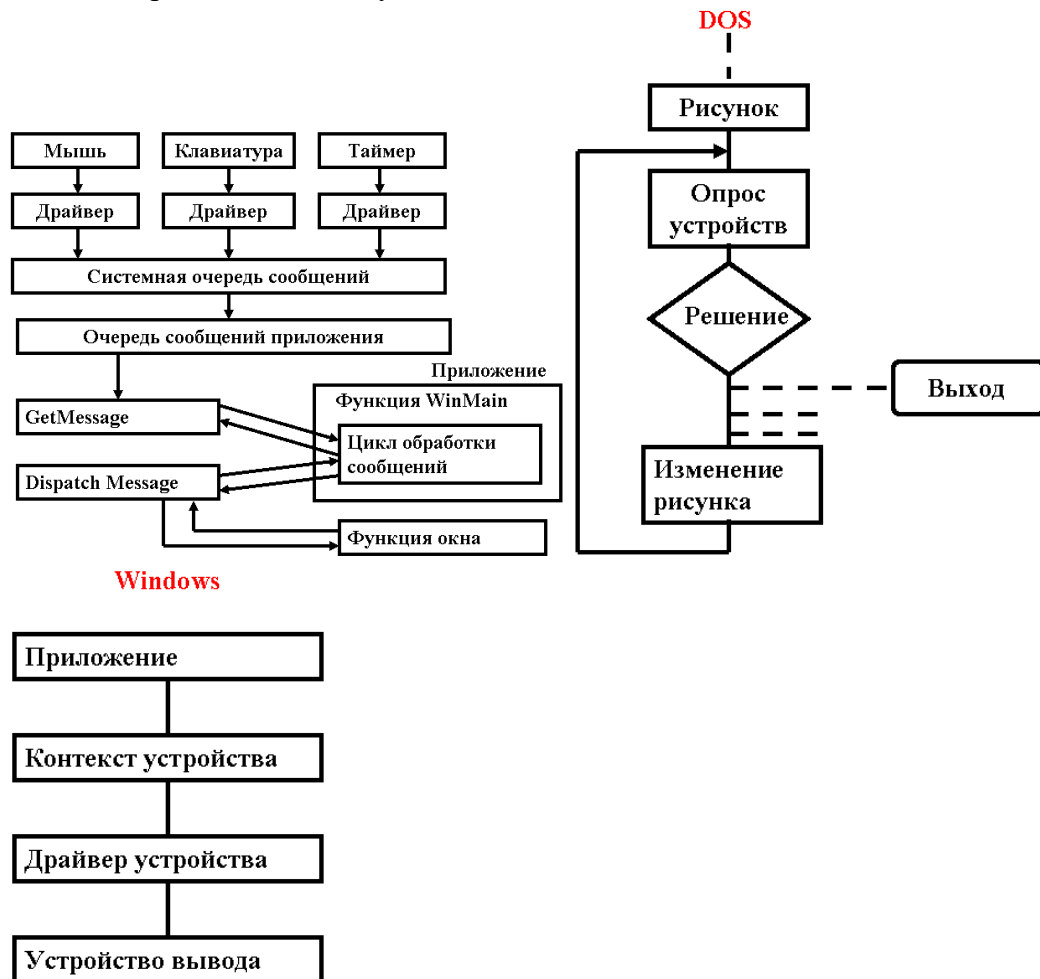 DOS
Рисунок
Опрос
устройств
Решение
Выход
Изменение
рисунка
Мышь
Клавиатура
Таймер
Драйвер
Драйвер
Драйвер
Системная очередь сообщений
Очередь сообщений приложения
Приложение
Функция WinMain
GetMessage
Цикл обработки
сообщений
Dispatch Message
Функция окна
Windows
Приложение
Контекст устройства
Драйвер устройства
Устройство вывода